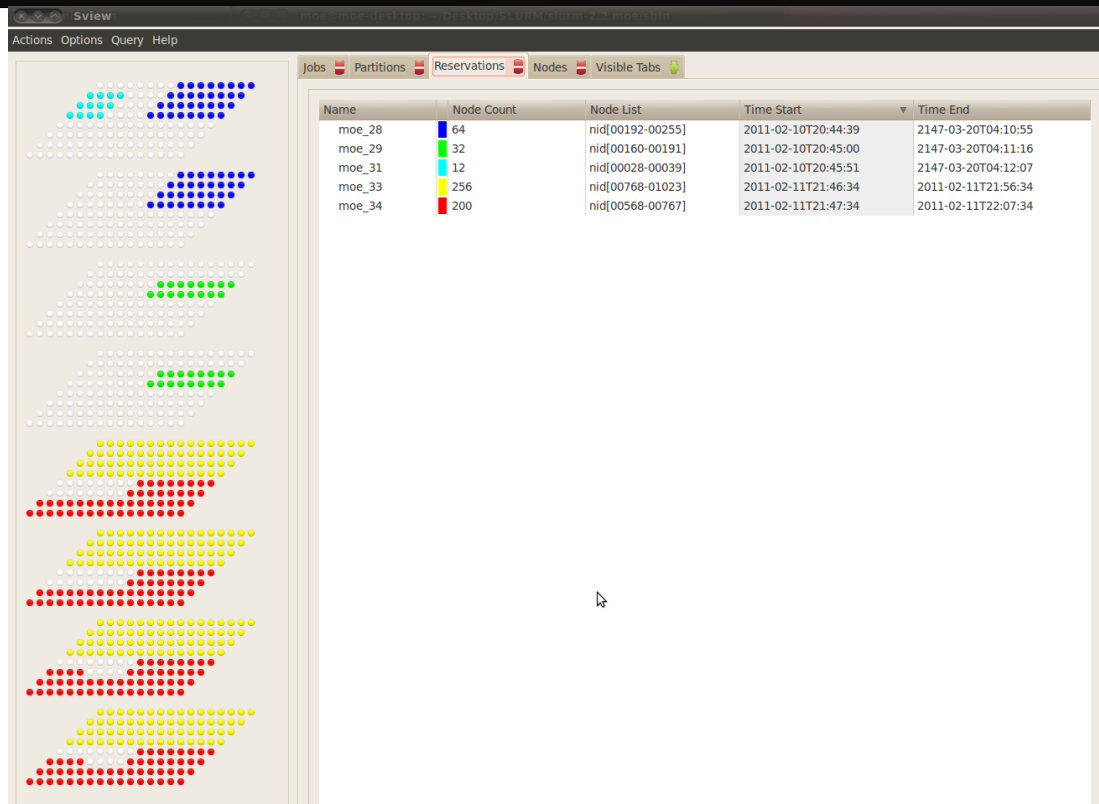 Sview
Actions Options Query Help
Jobs Partitions Reservations Nodes Visible Tabs
Name Node Count Node List Time Start Time End
moe_28 64 nid[00192-00255] 2011-02-10T20:44:39 2147-03-20T04:10:55
moe_29 32 nid[00160-00191] 2011-02-10T20:45:00 2147-03-20T04:11:16
moe_31 12 nid[00028-00039] 2011-02-10T20:45:51 2147-03-20T04:12:07
moe_33 256 nid[00768-01023] 2011-02-11T21:46:34 2011-02-11T21:56:34
moe_34 200 nid[00568-00767] 2011-02-11T21:47:34 2011-02-11T22:07:34